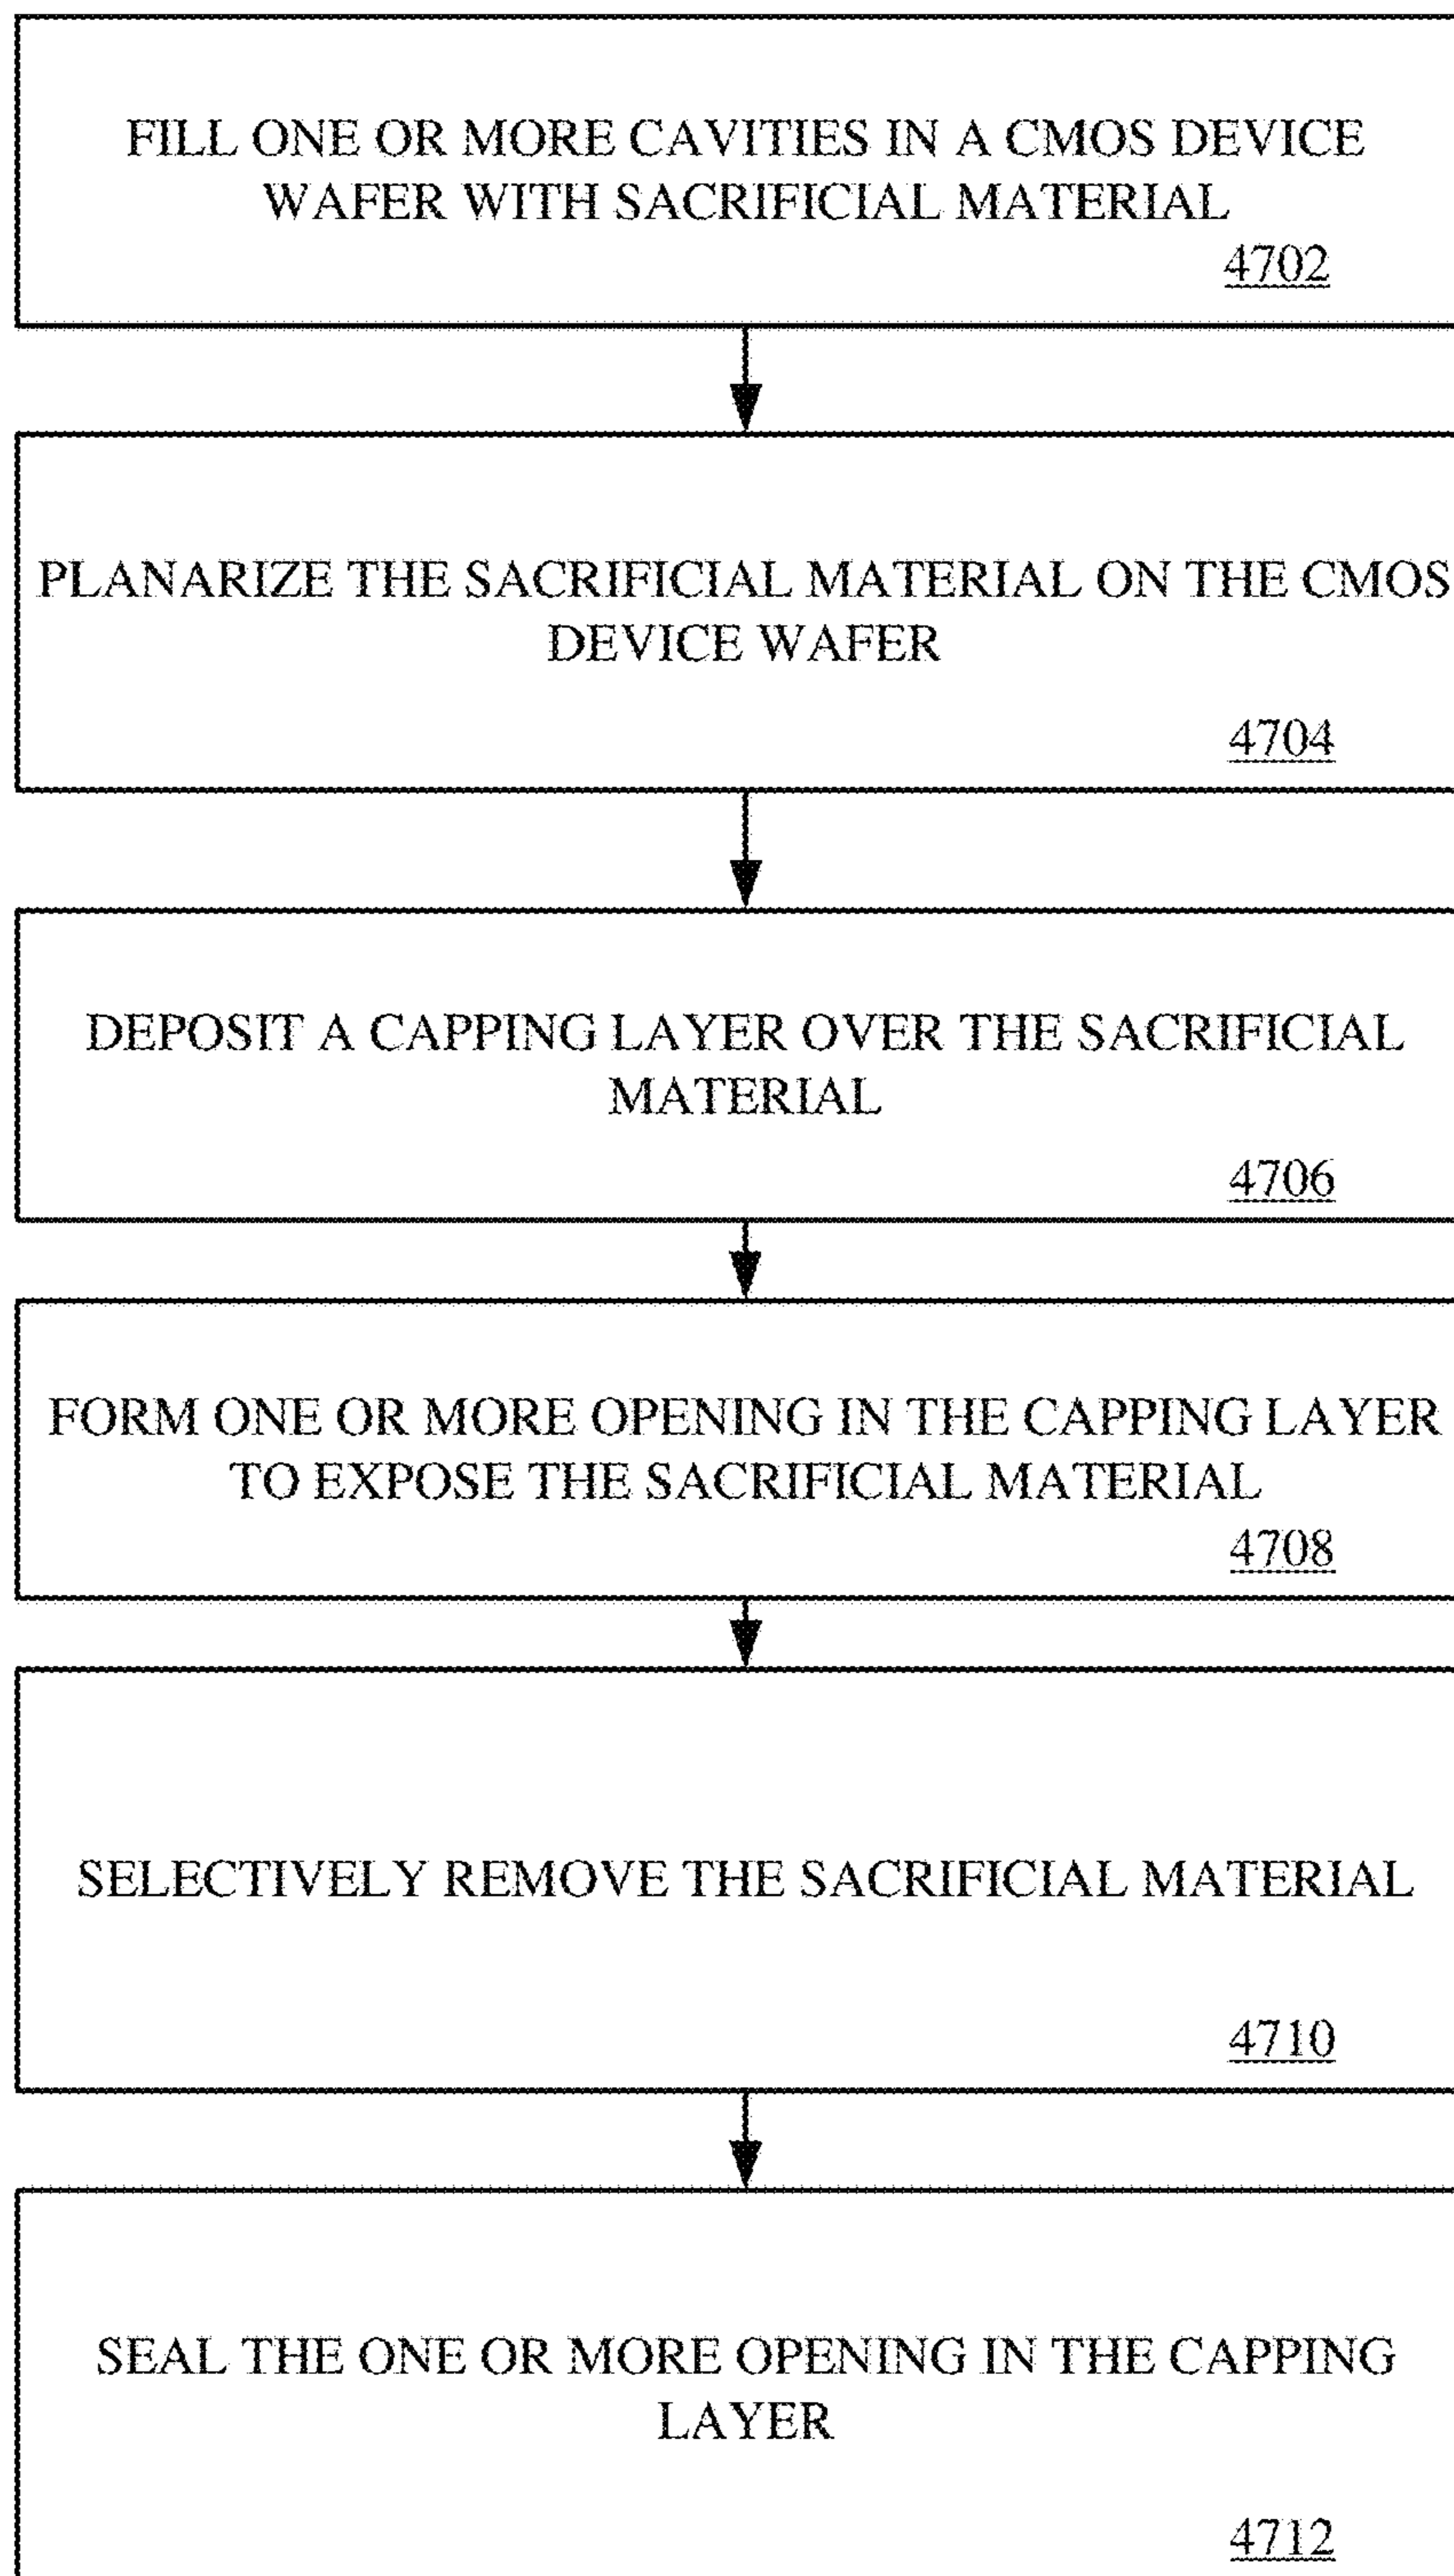 FILL ONE OR MORE CAVITIES IN A CMOS DEVICE
WAFER WITH SACRIFICIAL MATERIAL
4702
PLANARIZE THE SACRIFICIAL MATERIAL ON THE CMOS
DEVICE WAFER
4704
DEPOSIT A CAPPING LAYER OVER THE SACRIFICIAL
MATERIAL
4706
FORM ONE OR MORE OPENING IN THE CAPPING LAYER
TO EXPOSE THE SACRIFICIAL MATERIAL
4708
SELECTIVELY REMOVE THE SACRIFICIAL MATERIAL
4710
SEAL THE ONE OR MORE OPENING IN THE CAPPING
LAYER
4712